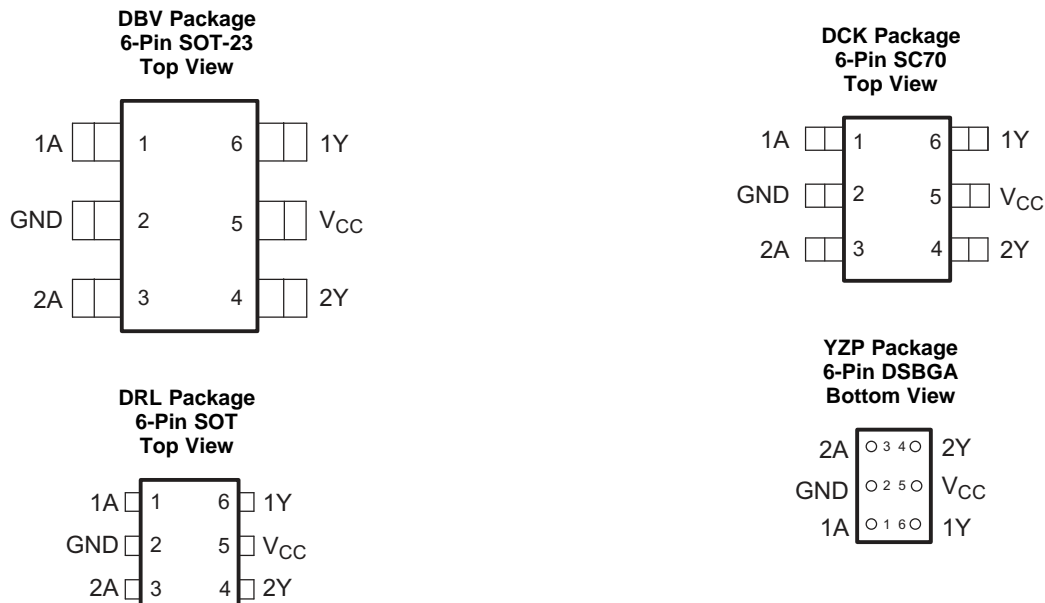 DBV Package
6-Pin SOT-23
Top View
1A 1 6 1Y
GND 2 5 VCC
2A 3 4 2Y
DCK Package
6-Pin SC70
Top View
1A 1 6 1Y
GND 2 5 VCC
2A 3 4 2Y
DRL Package
6-Pin SOT
Top View
1A 1 6 1Y
GND 2 5 VCC
2A 3 4 2Y
YZP Package
6-Pin DSBGA
Bottom View
2A 3 4 2Y
GND 2 5 VCC
1A 1 6 1Y